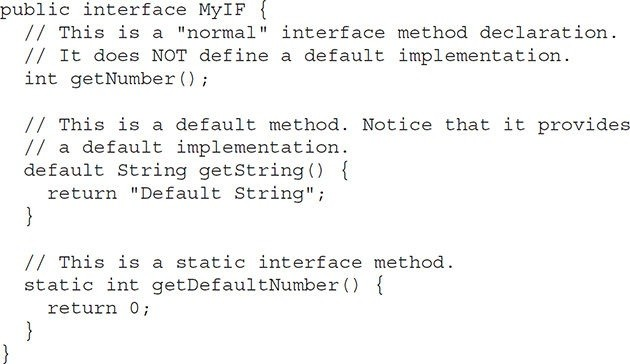 public interface MyIF {
  // This is a "normal" interface method declaration.
  // It does NOT define a default implementation.
  int getNumber();

  // This is a default method. Notice that it provides
  // a default implementation.
  default String getString() {
    return "Default String";
  }

  // This is a static interface method.
  static int getDefaultNumber() {
    return 0;
  }
}